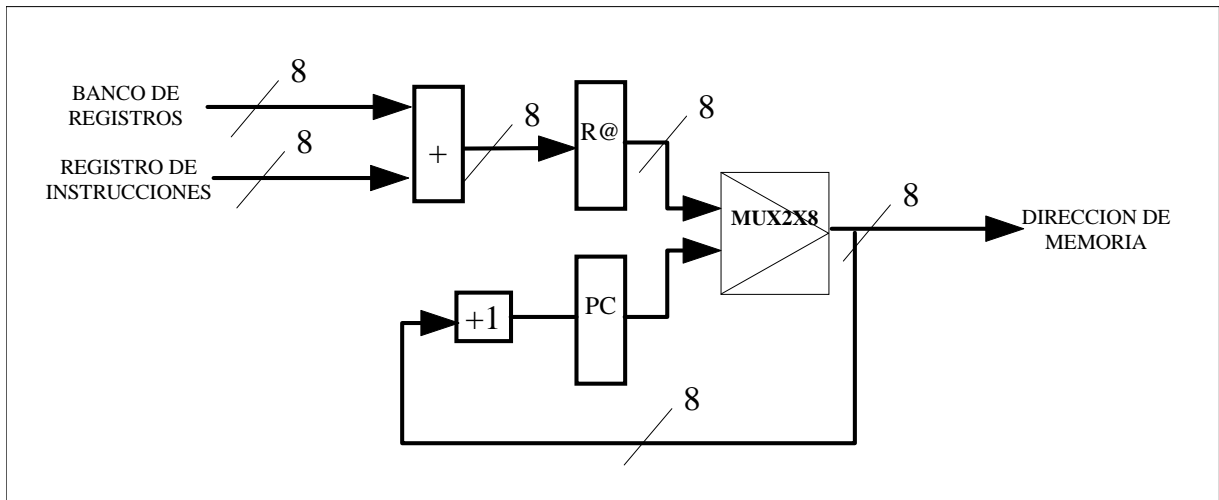 BANCO DE
REGISTROS
8
REGISTRO DE
INSTRUCCIONES
8
+
8
R@
8
MUX2X8
8
DIRECCION DE
MEMORIA
+1
PC
8